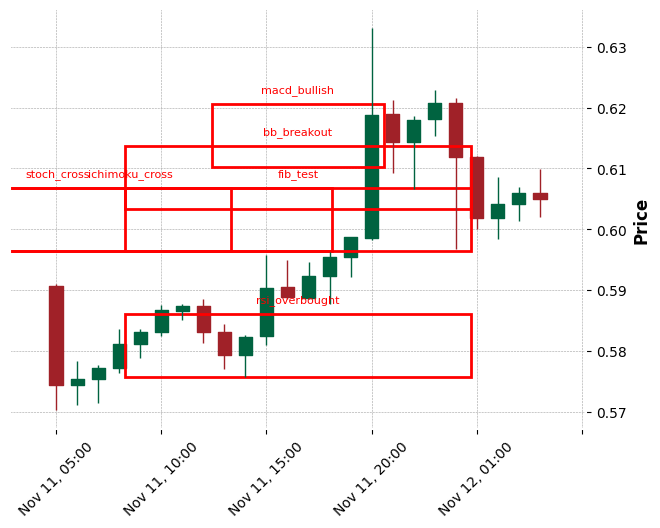 0.63
macd_bullish
0.62
bb_breakout
0.61
stoch_cross
ichimoku_cross
fib_test
Price
0.60
0.59
0.58
0.57
Nov 11, 05:00
Nov 11, 10:00
Nov 11, 15:00
Nov 11, 20:00
Nov 12, 01:00